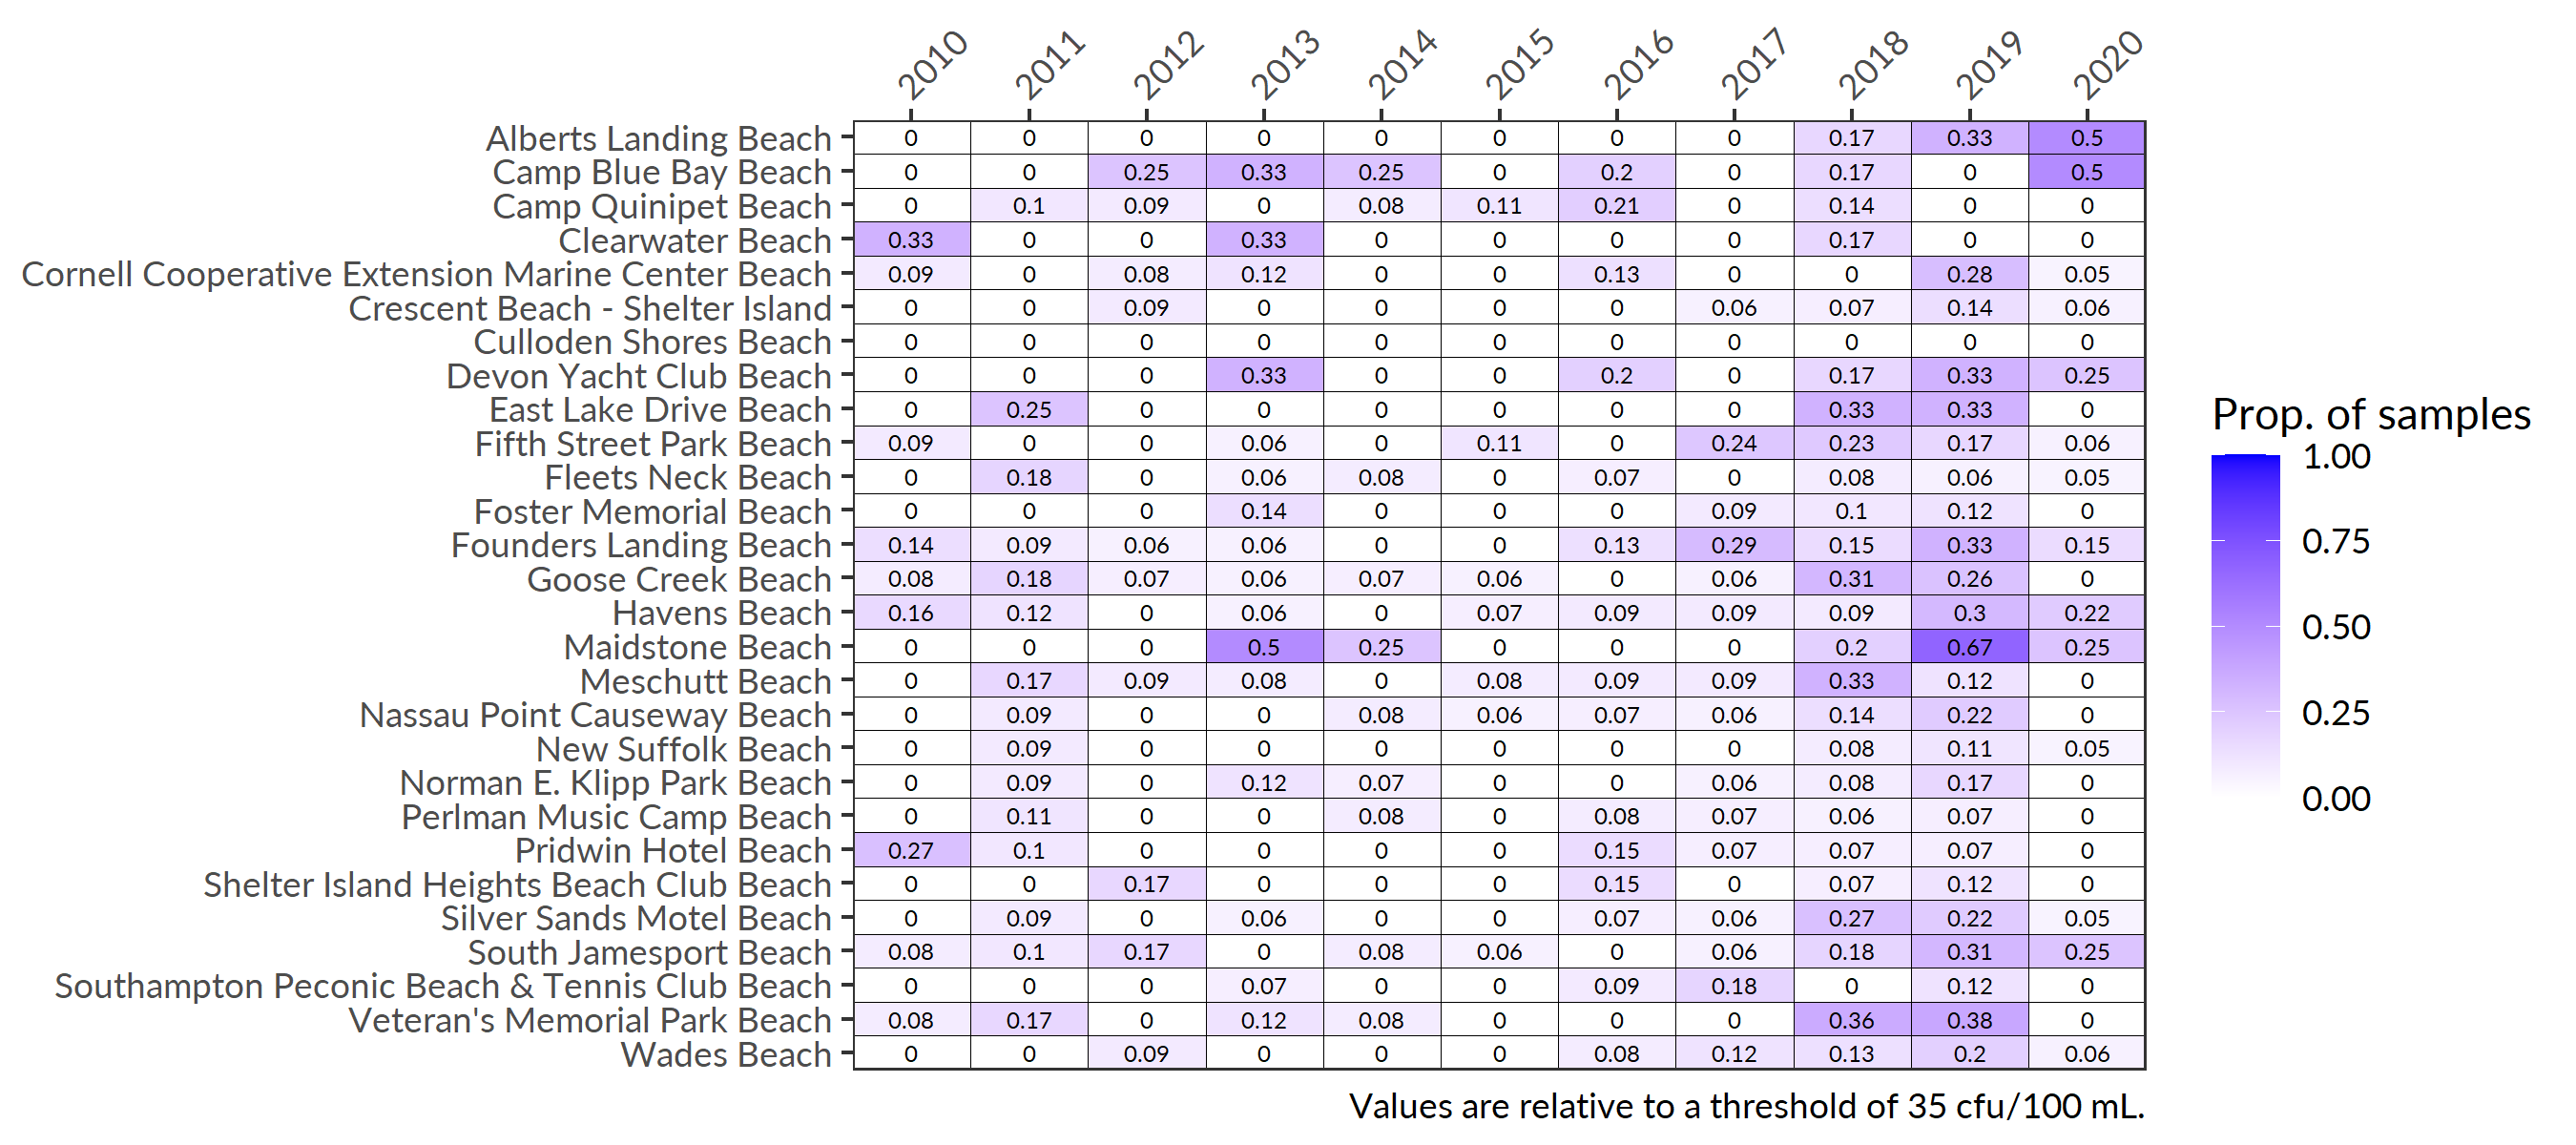 2010 2011 2012 2013 2014 2015 2016 2017 2018 2019 2020
Alberts Landing Beach 0 0 0 0 0 0 0 0 0.17 0.33 0.5
Camp Blue Bay Beach 0 0 0.25 0.33 0.25 0 0.2 0 0.17 0 0.5
Camp Quinipet Beach 0 0.1 0.09 0 0.08 0.11 0.21 0 0.14 0 0
Clearwater Beach 0.33 0 0 0.33 0 0 0 0 0.17 0 0
Cornell Cooperative Extension Marine Center Beach 0.09 0 0.08 0.12 0 0 0.13 0 0 0.28 0.05
Crescent Beach - Shelter Island 0 0 0.09 0 0 0 0 0.06 0.07 0.14 0.06
Culloden Shores Beach 0 0 0 0 0 0 0 0 0 0 0
Devon Yacht Club Beach 0 0 0 0.33 0 0 0.2 0 0.17 0.33 0.25
East Lake Drive Beach 0 0.25 0 0 0 0 0 0 0.33 0.33 0
Fifth Street Park Beach 0.09 0 0 0.06 0 0.11 0 0.24 0.23 0.17 0.06
Fleets Neck Beach 0 0.18 0 0.06 0.08 0 0.07 0 0.08 0.06 0.05
Foster Memorial Beach 0 0 0 0.14 0 0 0 0.09 0.1 0.12 0
Founders Landing Beach 0.14 0.09 0.06 0.06 0 0 0.13 0.29 0.15 0.33 0.15
Goose Creek Beach 0.08 0.18 0.07 0.06 0.07 0.06 0 0.06 0.31 0.26 0
Havens Beach 0.16 0.12 0 0.06 0 0.07 0.09 0.09 0.09 0.3 0.22
Maidstone Beach 0 0 0 0.5 0.25 0 0 0 0.2 0.67 0.25
Meschutt Beach 0 0.17 0.09 0.08 0 0.08 0.09 0.09 0.33 0.12 0
Nassau Point Causeway Beach 0 0.09 0 0 0.08 0.06 0.07 0.06 0.14 0.22 0
New Suffolk Beach 0 0.09 0 0 0 0 0 0 0.08 0.11 0.05
Norman E. Klipp Park Beach 0 0.09 0 0.12 0.07 0 0 0.06 0.08 0.17 0
Perlman Music Camp Beach 0 0.11 0 0 0.08 0 0.08 0.07 0.06 0.07 0
Pridwin Hotel Beach 0.27 0.1 0 0 0 0 0.15 0.07 0.07 0.07 0
Shelter Island Heights Beach Club Beach 0 0 0.17 0 0 0 0.15 0 0.07 0.12 0
Silver Sands Motel Beach 0 0.09 0 0.06 0 0 0.07 0.06 0.27 0.22 0.05
South Jamesport Beach 0.08 0.1 0.17 0 0.08 0.06 0 0.06 0.18 0.31 0.25
Southampton Peconic Beach & Tennis Club Beach 0 0 0 0.07 0 0 0.09 0.18 0 0.12 0
Veteran's Memorial Park Beach 0.08 0.17 0 0.12 0.08 0 0 0 0.36 0.38 0
Wades Beach 0 0 0.09 0 0 0 0.08 0.12 0.13 0.2 0.06
Values are relative to a threshold of 35 cfu/100 mL.
Prop. of samples
1.00
0.75
0.50
0.25
0.00